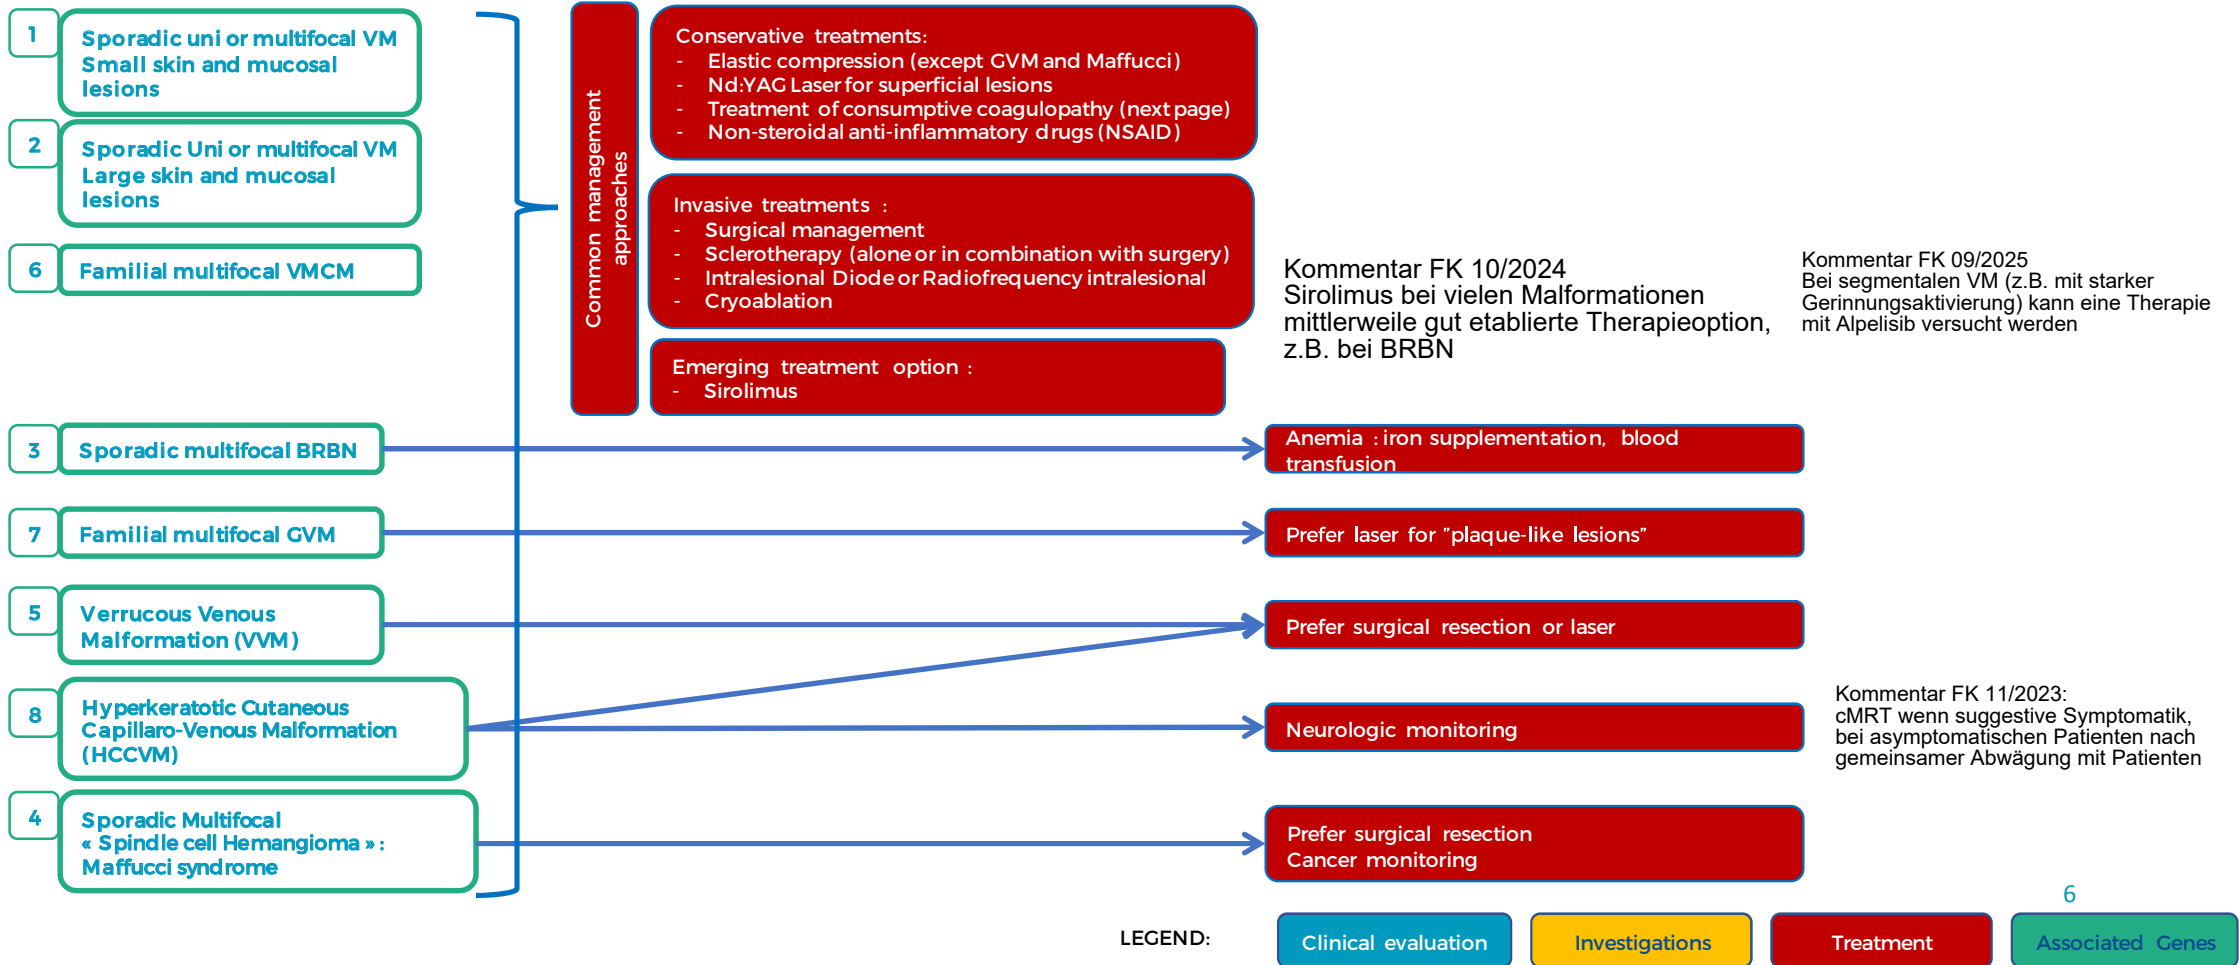 1
Sporadic uni or multifocal VM
Small skin and mucosal
lesions
2
Sporadic Uni or multifocal VM
Large skin and mucosal
lesions
6
Familial multifocal VMCM
Common management
approaches
Conservative treatments:
- Elastic compression (except GVM and Maffucci)
- Nd:YAG Laser for superficial lesions
- Treatment of consumptive coagulopathy (next page)
- Non-steroidal anti-inflammatory drugs (NSAID)
Invasive treatments :
- Surgical management
- Sclerotherapy (alone or in combination with surgery)
- Intralesional Diode or Radiofrequency intralesional
- Cryoablation
Emerging treatment option :
- Sirolimus
Kommentar FK 10/2024
Sirolimus bei vielen Malformationen
mittlerweile gut etablierte Therapieoption,
z.B. bei BRBN
Kommentar FK 09/2025
Bei segmentalen VM (z.B. mit starker
Gerinnungsaktivierung) kann eine Therapie
mit Alpelisib versucht werden
3
Sporadic multifocal BRBN
Anemia : iron supplementation, blood
transfusion
7
Familial multifocal GVM
Prefer laser for "plaque-like lesions"
5
Verrucous Venous
Malformation (VVM)
Prefer surgical resection or laser
8
Hyperkeratotic Cutaneous
Capillaro-Venous Malformation
(HCCVM)
Neurologic monitoring
Kommentar FK 11/2023:
cMRT wenn suggestive Symptomatik,
bei asymptomatischen Patienten nach
gemeinsamer Abwägung mit Patienten
4
Sporadic Multifocal
« Spindle cell Hemangioma » :
Maffucci syndrome
Prefer surgical resection
Cancer monitoring
6
LEGEND:
Clinical evaluation
Investigations
Treatment
Associated Genes